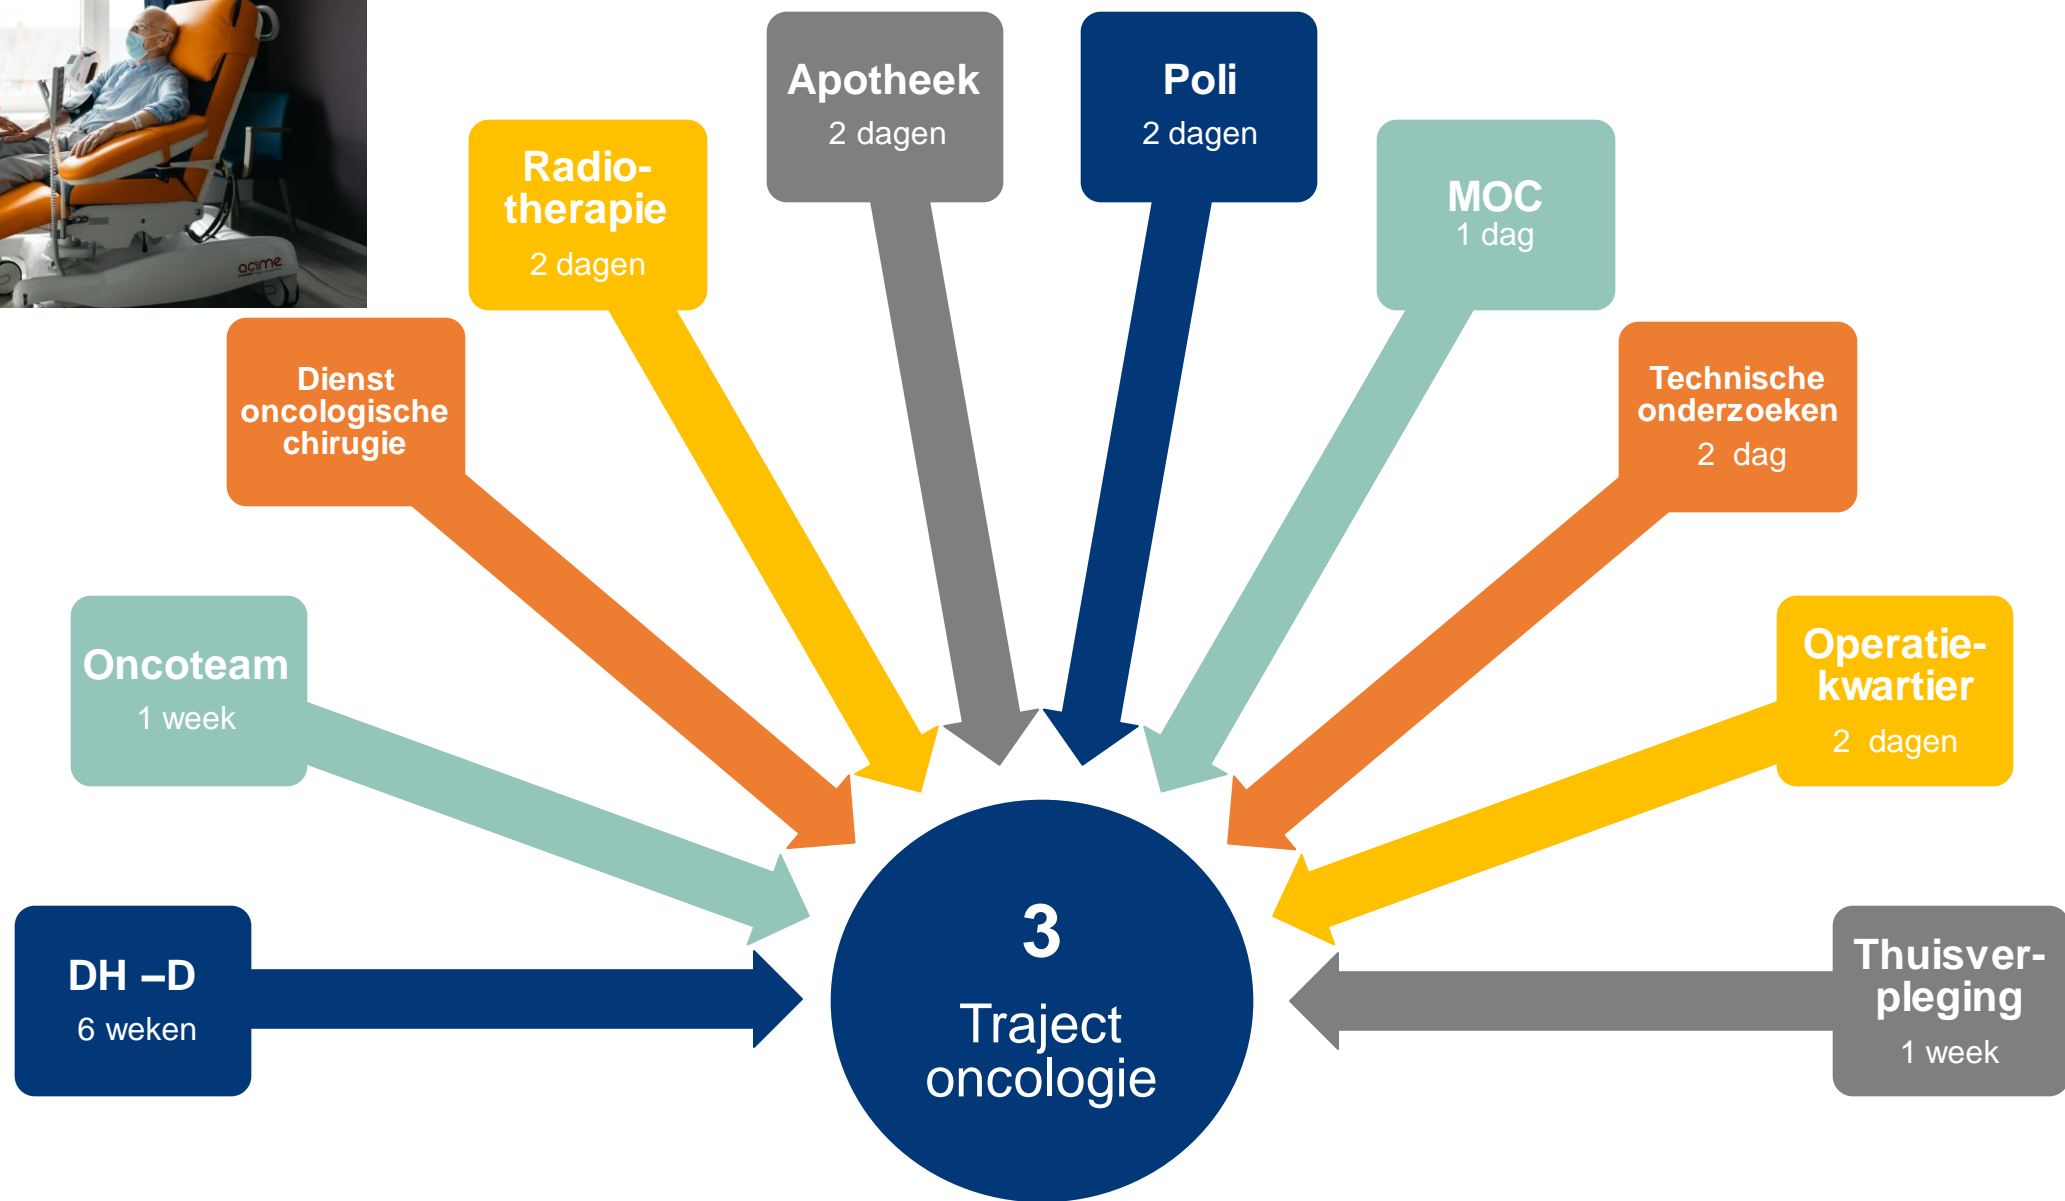 acime
Apotheek
2 dagen
Poli
2 dagen
Radio-
therapie
2 dagen
MOC
1 dag
Dienst
oncologische
chirugie
Technische
onderzoeken
2 dag
Oncoteam
1 week
Operatie-
kwartier
2 dagen
DH –D
6 weken
3
Traject
oncologie
Thuisver-
pleging
1 week